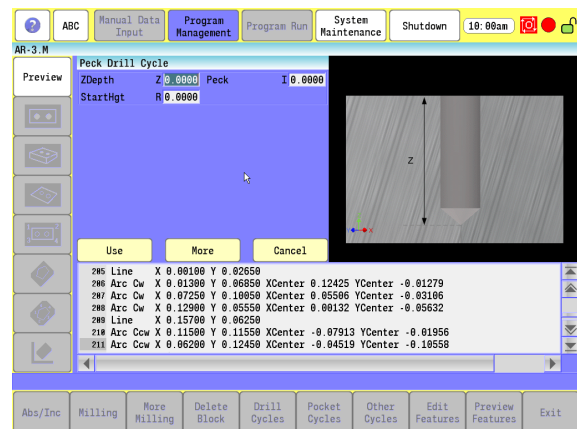 ? ABC Manual Data Input Program Management Program Run System Maintenance Shutdown 10:00am
AR-3.M
Preview
Peck Drill Cycle
ZDepth Z 0.0000 Peck I 0.0000
StartHgt R 0.0000
Z
Y X
Use More Cancel
205 Line X 0.00100 Y 0.02650
206 Arc Cw X 0.01300 Y 0.06850 XCenter 0.12425 YCenter -0.01279
207 Arc Cw X 0.07250 Y 0.10050 XCenter 0.05506 YCenter -0.03106
208 Arc Cw X 0.12900 Y 0.05550 XCenter 0.00132 YCenter -0.05632
209 Line X 0.15700 Y 0.06250
210 Arc Ccw X 0.11500 Y 0.11550 XCenter -0.07913 YCenter -0.01956
211 Arc Ccw X 0.06200 Y 0.12450 XCenter -0.04519 YCenter -0.10558
Abs/Inc Milling More Milling Delete Block Drill Cycles Pocket Cycles Other Cycles Edit Features Preview Features Exit